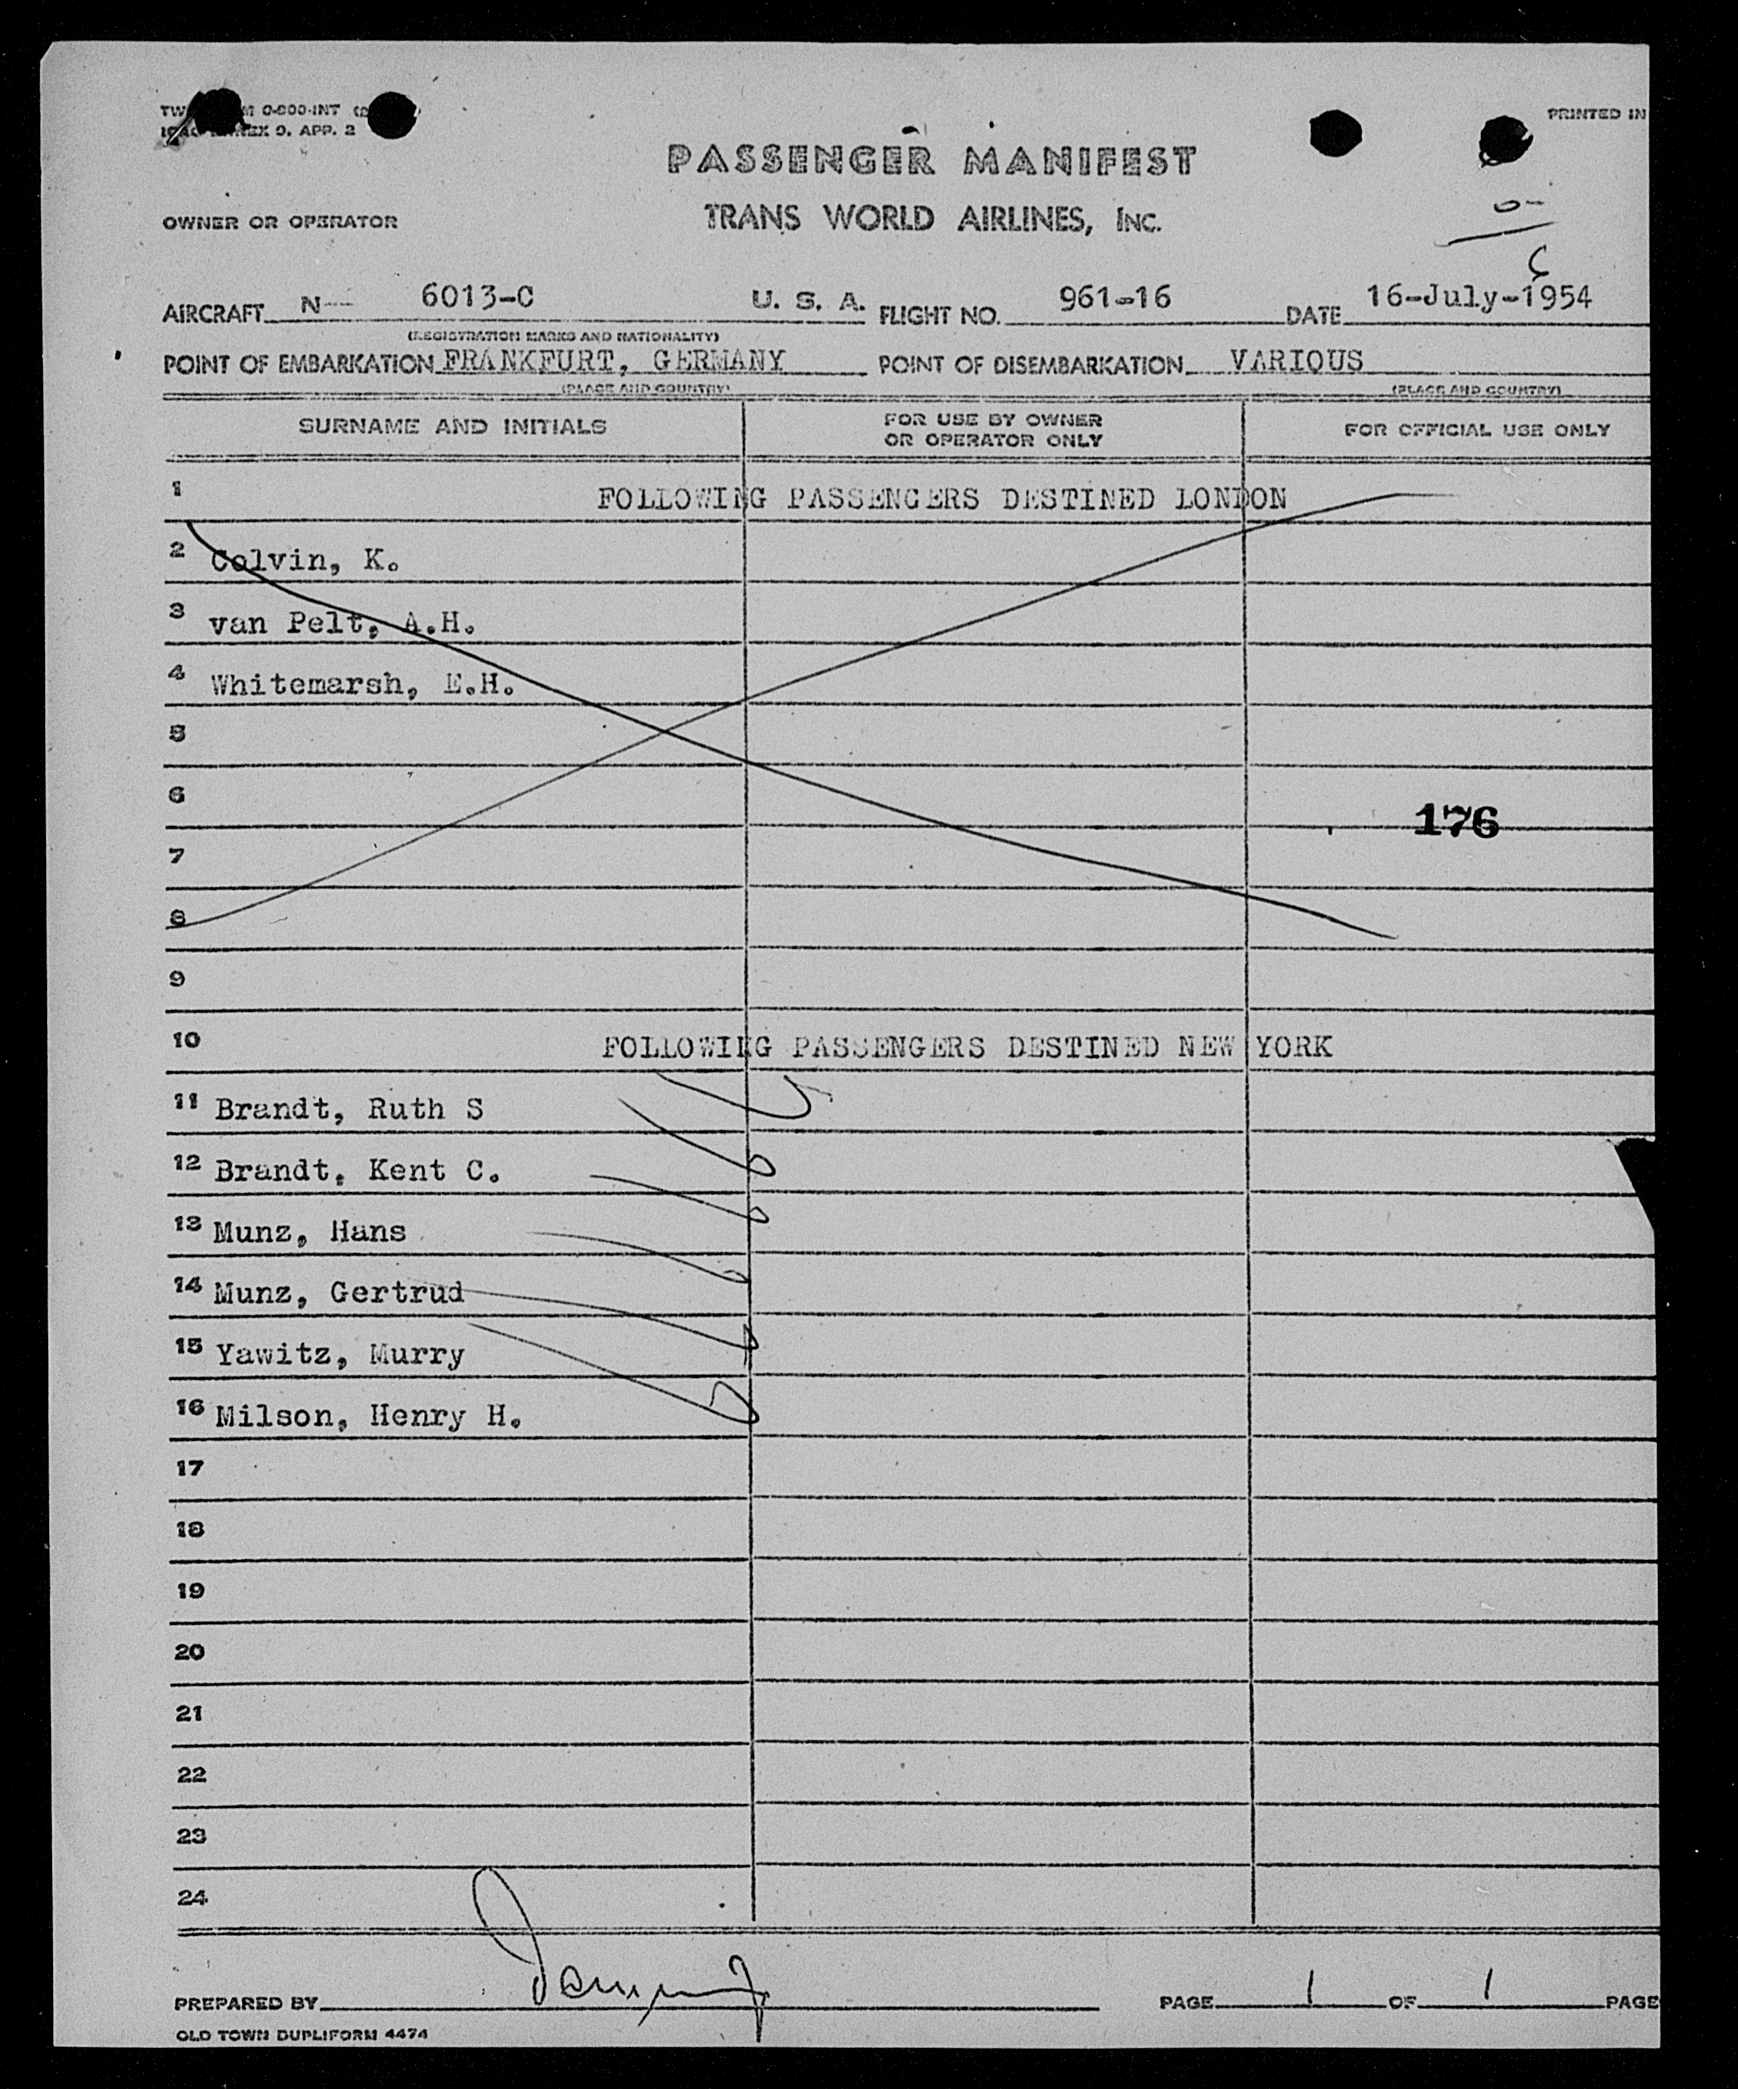 0-800-INT
APP. 2
PRINTED IN
PASSENGER MANIFEST
OWNER OR OPERATOR
TRANS WORLD AIRLINES, INC.
AIRCRAFT N-- 6013-C U. S. A. FLIGHT NO. 961-16 DATE 16-July-1954
(REGISTRATION MARKS AND NATIONALITY)
POINT OF EMBARKATION FRANKFURT, GERMANY POINT OF DISEMBARKATION VARIOUS
(PLACE AND COUNTRY) (PLACE AND COUNTRY)
SURNAME AND INITIALS FOR USE BY OWNER OR OPERATOR ONLY FOR OFFICIAL USE ONLY
1 FOLLOWING PASSENGERS DESTINED LONDON
2 Colvin, K.
3 van Pelt, A.H.
4 Whitemarsh, E.H.
5
6
176
7
8
9
10 FOLLOWING PASSENGERS DESTINED NEW YORK
11 Brandt, Ruth S
12 Brandt, Kent C.
13 Munz, Hans
14 Munz, Gertrud
15 Yawitz, Murry
16 Milson, Henry H.
17
18
19
20
21
22
23
24
PREPARED BY PAGE 1 OF 1 PAGE
OLD TOWN DUPLIFORM 4474